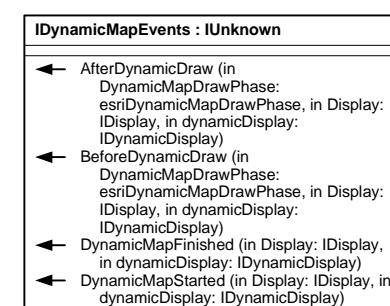 IDynamicMapEvents : IUnknown
AfterDynamicDraw (in
DynamicMapDrawPhase:
esriDynamicMapDrawPhase, in Display:
IDisplay, in dynamicDisplay:
IDynamicDisplay)
BeforeDynamicDraw (in
DynamicMapDrawPhase:
esriDynamicMapDrawPhase, in Display:
IDisplay, in dynamicDisplay:
IDynamicDisplay)
DynamicMapFinished (in Display: IDisplay,
in dynamicDisplay: IDynamicDisplay)
DynamicMapStarted (in Display: IDisplay, in
dynamicDisplay: IDynamicDisplay)